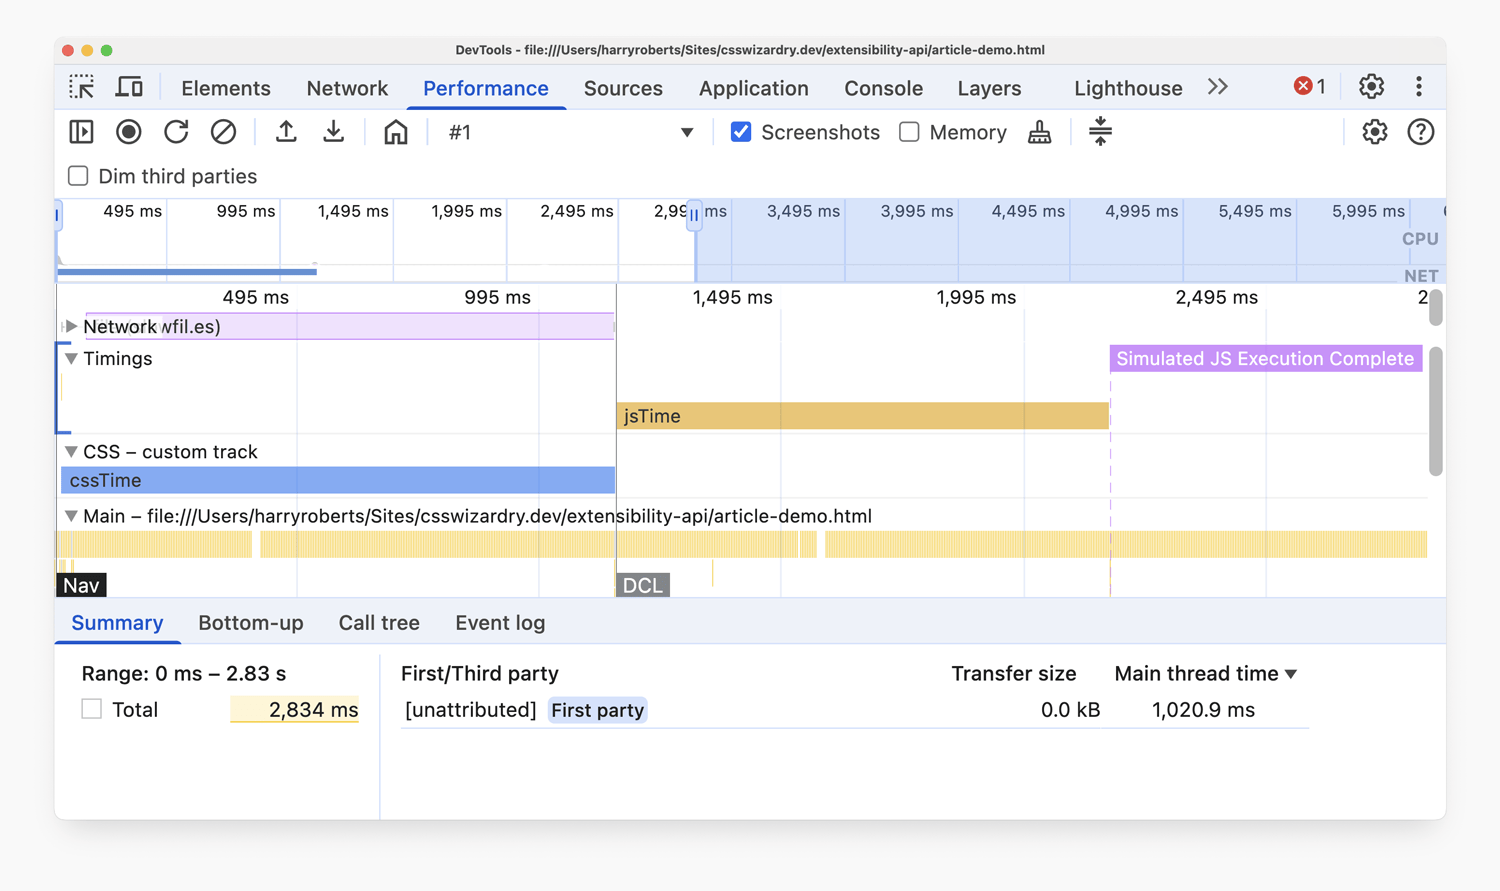 DevTools - file:///Users/harryroberts/Sites/csswizardry.dev/extensibility-api/article-demo.html
Elements Network Performance Sources Application Console Layers Lighthouse 1
#1 Screenshots Memory
Dim third parties
495 ms 995 ms 1,495 ms 1,995 ms 2,495 ms 2,99 ms 3,495 ms 3,995 ms 4,495 ms 4,995 ms 5,495 ms 5,995 ms
CPU
NET
495 ms 995 ms 1,495 ms 1,995 ms 2,495 ms 2
Network wfil.es)
Timings
Simulated JS Execution Complete
jsTime
CSS – custom track
cssTime
Main – file:///Users/harryroberts/Sites/csswizardry.dev/extensibility-api/article-demo.html
Nav DCL
Summary Bottom-up Call tree Event log
Range: 0 ms – 2.83 s First/Third party Transfer size Main thread time
Total 2,834 ms [unattributed] First party 0.0 kB 1,020.9 ms